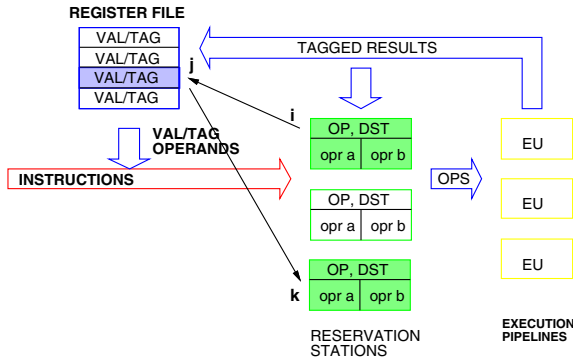 REGISTER FILE
VAL/TAG
VAL/TAG
VAL/TAG
VAL/TAG
j
TAGGED RESULTS
i
VAL/TAG
OPERANDS
INSTRUCTIONS
OP, DST
opr a opr b
OP, DST
opr a opr b
OP, DST
opr a opr b
k
OPS
EU
EU
EU
RESERVATION
STATIONS
EXECUTION
PIPELINES